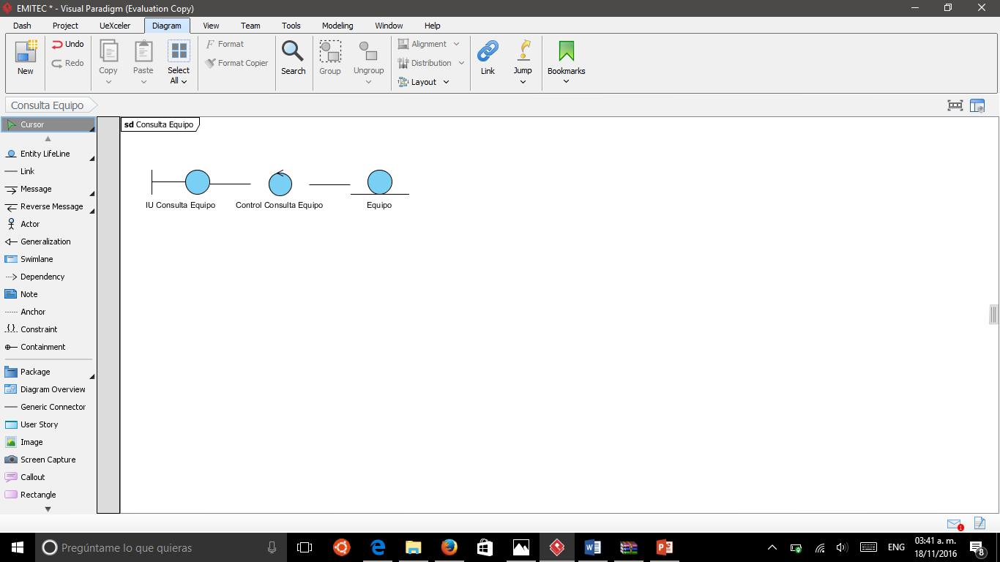 EMITEC * - Visual Paradigm (Evaluation Copy)
Dash Project UeXceler Diagram View Team Tools Modeling Window Help
Undo
Redo
Format
Format Copier
Alignment
Distribution
Layout
New Copy Paste Select All Search Group Ungroup Link Jump Bookmarks
Consulta Equipo
Cursor
Entity LifeLine
Link
Message
Reverse Message
Actor
Generalization
Swimlane
Dependency
Note
Anchor
Constraint
Containment
Package
Diagram Overview
Generic Connector
User Story
Image
Screen Capture
Callout
Rectangle
sd Consulta Equipo
IU Consulta Equipo Control Consulta Equipo Equipo
1
Pregúntame lo que quieras
ENG
03:41 a. m.
18/11/2016
8